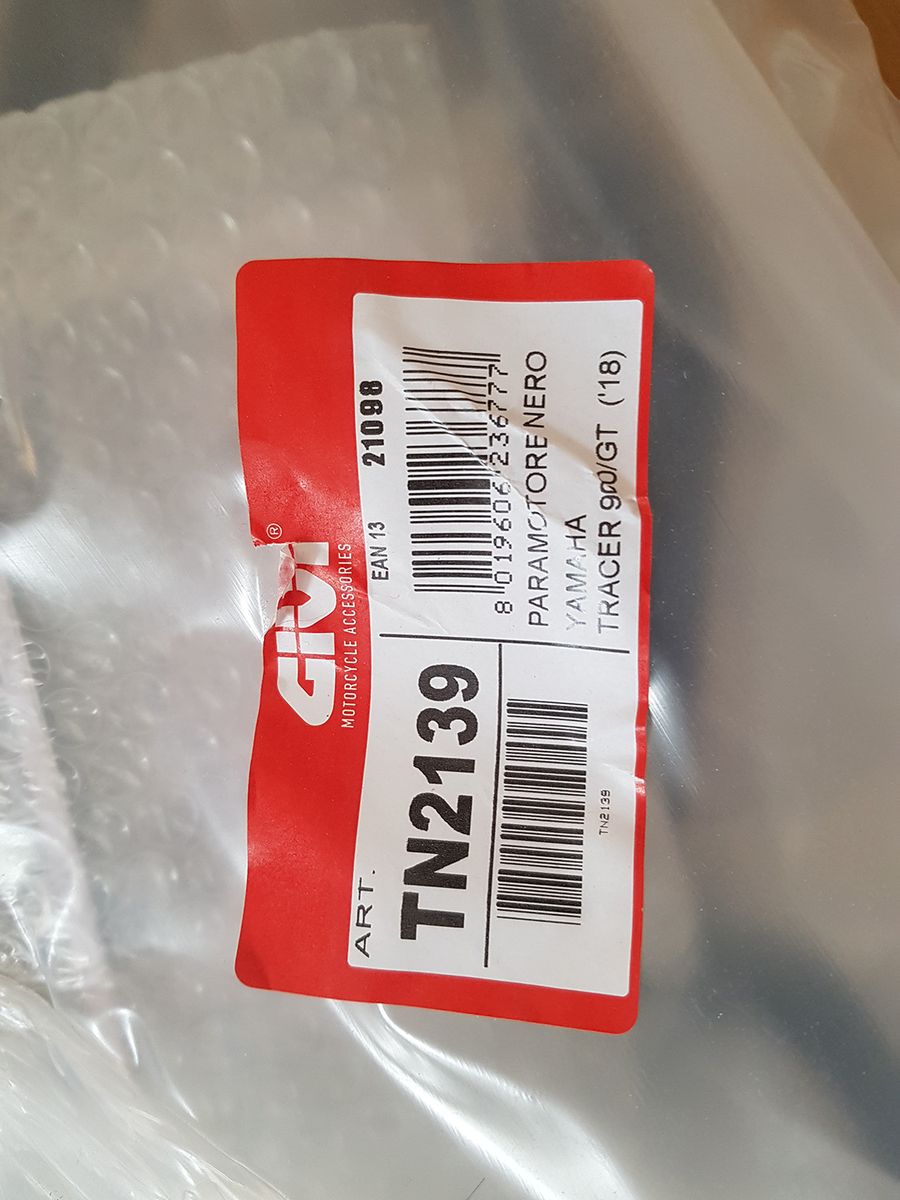 GIVI®
MOTORCYCLE ACCESSORIES
ART.
TN2139
TN2139
EAN 13 21098
8 019606 236777
PARAMOTORE NERO
YAMAHA
TRACER 900/GT ('18)